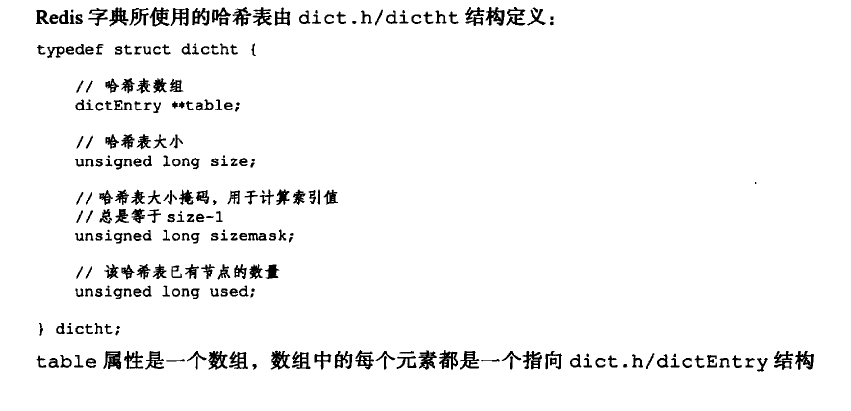 Redis 字典所使用的哈希表由 dict.h/dictht 结构定义：
typedef struct dictht {
// 哈希表数组
dictEntry **table;
// 哈希表大小
unsigned long size;
// 哈希表大小掩码，用于计算索引值
// 总是等于 size-1
unsigned long sizemask;
// 该哈希表已有节点的数量
unsigned long used;
} dictht;
table 属性是一个数组，数组中的每个元素都是一个指向 dict.h/dictEntry 结构